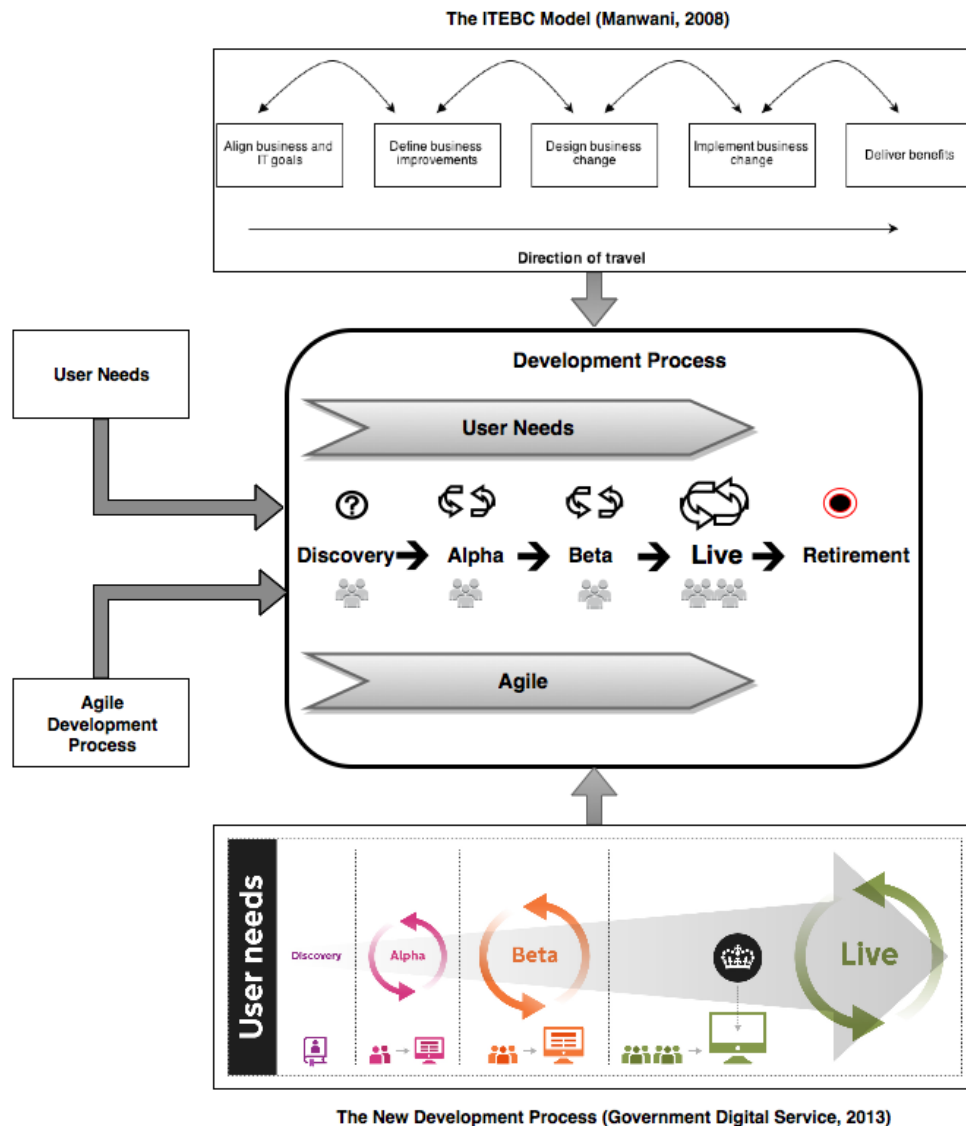 The ITEBC Model (Manwani, 2008)
Align business and
IT goals
Define business
improvements
Design business
change
Implement business
change
Deliver benefits
Direction of travel
User Needs
Development Process
User Needs
?
Discovery
Alpha
Beta
Live
Retirement
Agile
Agile
Development
Process
User needs
Discovery
Alpha
Beta
Live
The New Development Process (Government Digital Service, 2013)